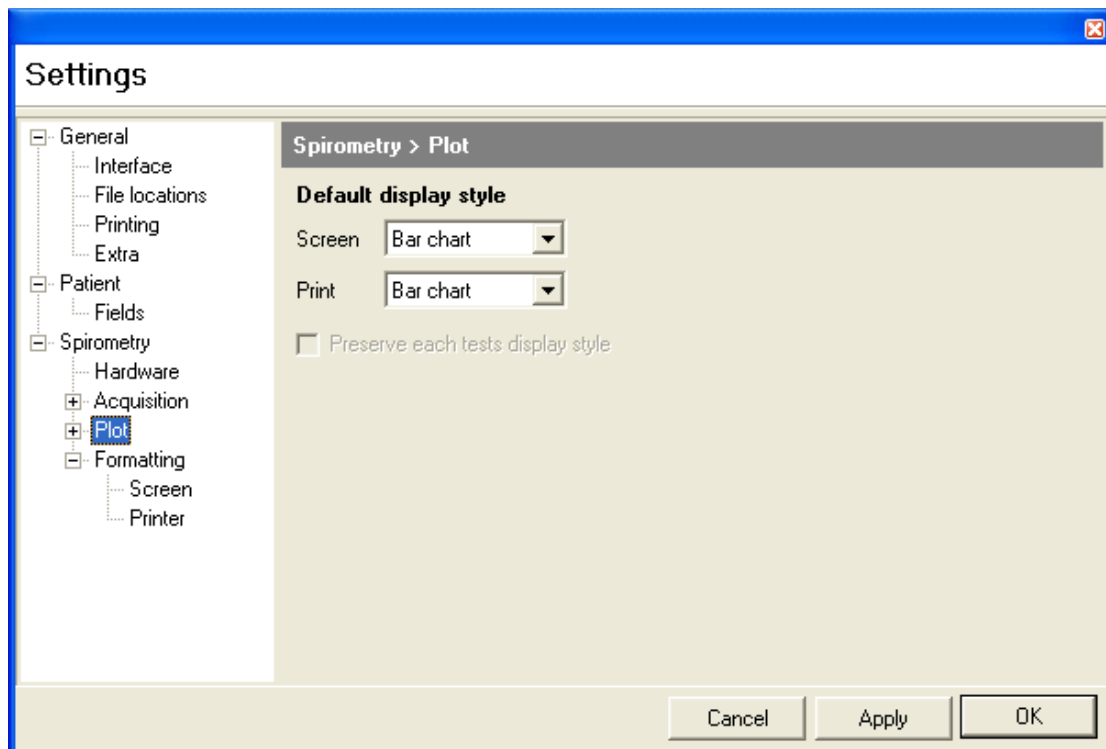 Settings
General
Interface
File locations
Printing
Extra
Patient
Fields
Spirometry
Hardware
Acquisition
Plot
Formatting
Screen
Printer
Spirometry > Plot
Default display style
Screen Bar chart
Print Bar chart
Preserve each tests display style
Cancel Apply OK